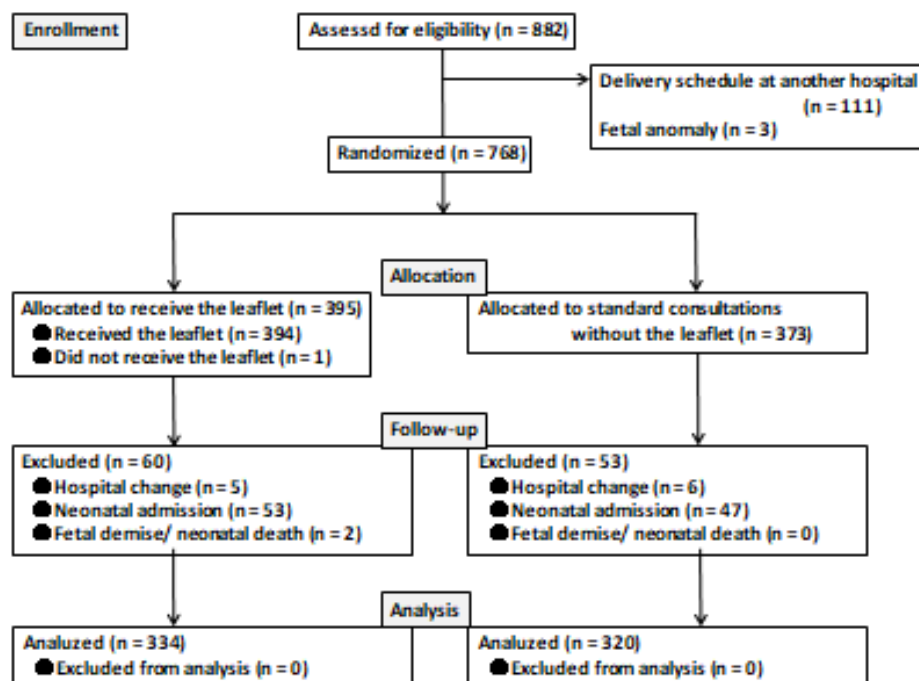 Enrollment
Assessd for eligibility (n = 882)
Delivery schedule at another hospital
(n = 111)
Fetal anomaly (n = 3)
Randomized (n = 768)
Allocation
Allocated to receive the leaflet (n = 395)
●Received the leaflet (n = 394)
●Did not receive the leaflet (n = 1)
Allocated to standard consultations
without the leaflet (n = 373)
Follow-up
Excluded (n = 60)
●Hospital change (n = 5)
●Neonatal admission (n = 53)
●Fetal demise/ neonatal death (n = 2)
Excluded (n = 53)
●Hospital change (n = 6)
●Neonatal admission (n = 47)
●Fetal demise/ neonatal death (n = 0)
Analysis
Analuzed (n = 334)
●Excluded from analysis (n = 0)
Analuzed (n = 320)
●Excluded from analysis (n = 0)